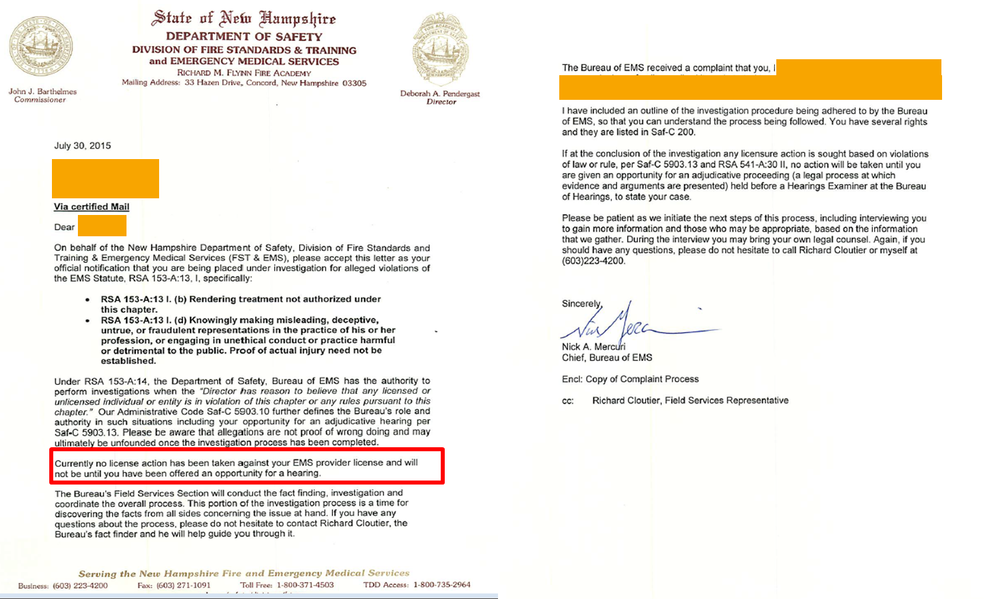 State of New Hampshire
DEPARTMENT OF SAFETY
DIVISION OF FIRE STANDARDS & TRAINING
and EMERGENCY MEDICAL SERVICES
RICHARD M. FLYNN FIRE ACADEMY
Mailing Address: 33 Hazen Drive, Concord, New Hampshire 03305
John J. Barthelmes
Commissioner
Deborah A. Pendergast
Director
July 30, 2015
Via certified Mail
Dear
On behalf of the New Hampshire Department of Safety, Division of Fire Standards and
Training & Emergency Medical Services (FST & EMS), please accept this letter as your
official notification that you are being placed under investigation for alleged violations of
the EMS Statute, RSA 153-A:13, I, specifically:
• RSA 153-A:13 I. (b) Rendering treatment not authorized under
this chapter.
• RSA 153-A:13 I. (d) Knowingly making misleading, deceptive,
untrue, or fraudulent representations in the practice of his or her
profession, or engaging in unethical conduct or practice harmful
or detrimental to the public. Proof of actual injury need not be
established.
Under RSA 153-A:14, the Department of Safety, Bureau of EMS has the authority to
perform investigations when the "Director has reason to believe that any licensed or
unlicensed individual or entity is in violation of this chapter or any rules pursuant to this
chapter." Our Administrative Code Saf-C 5903.10 further defines the Bureau's role and
authority in such situations including your opportunity for an adjudicative hearing per
Saf-C 5903.13. Please be aware that allegations are not proof of wrong doing and may
ultimately be unfounded once the investigation process has been completed.
Currently no license action has been taken against your EMS provider license and will
not be until you have been offered an opportunity for a hearing.
The Bureau's Field Services Section will conduct the fact finding, investigation and
coordinate the overall process. This portion of the investigation process is a time for
discovering the facts from all sides concerning the issue at hand. If you have any
questions about the process, please do not hesitate to contact Richard Cloutier, the
Bureau's fact finder and he will help guide you through it.
Serving the New Hampshire Fire and Emergency Medical Services
Business: (603) 223-4200 Fax: (603) 271-1091 Toll Free: 1-800-371-4503 TDD Access: 1-800-735-2964
The Bureau of EMS received a complaint that you,
I have included an outline of the investigation procedure being adhered to by the Bureau
of EMS, so that you can understand the process being followed. You have several rights
and they are listed in Saf-C 200.
If at the conclusion of the investigation any licensure action is sought based on violations
of law or rule, per Saf-C 5903.13 and RSA 541-A:30 II, no action will be taken until you
are given an opportunity for an adjudicative proceeding (a legal process at which
evidence and arguments are presented) held before a Hearings Examiner at the Bureau
of Hearings, to state your case.
Please be patient as we initiate the next steps of this process, including interviewing you
to gain more information and those who may be appropriate, based on the information
that we gather. During the interview you may bring your own legal counsel. Again, if you
should have any questions, please do not hesitate to call Richard Cloutier or myself at
(603)223-4200.
Sincerely,
Nick A. Mercuri
Chief, Bureau of EMS
Encl: Copy of Complaint Process
cc: Richard Cloutier, Field Services Representative